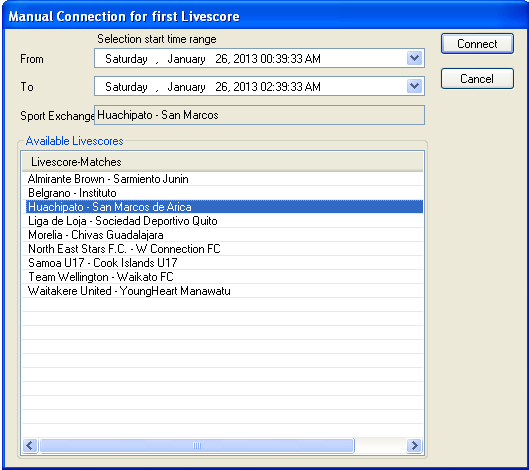 Manual Connection for first Livescore
Selection start time range
From Saturday , January 26, 2013 00:39:33 AM Connect
To Saturday , January 26, 2013 02:39:33 AM Cancel
Sport Exchange Huachipato - San Marcos
Available Livescores
Livescore-Matches
Almirante Brown - Sarmiento Junin
Belgrano - Instituto
Huachipato - San Marcos de Arica
Liga de Loja - Sociedad Deportivo Quito
Morelia - Chivas Guadalajara
North East Stars F.C. - W Connection FC
Samoa U17 - Cook Islands U17
Team Wellington - Waikato FC
Waitakere United - YoungHeart Manawatu